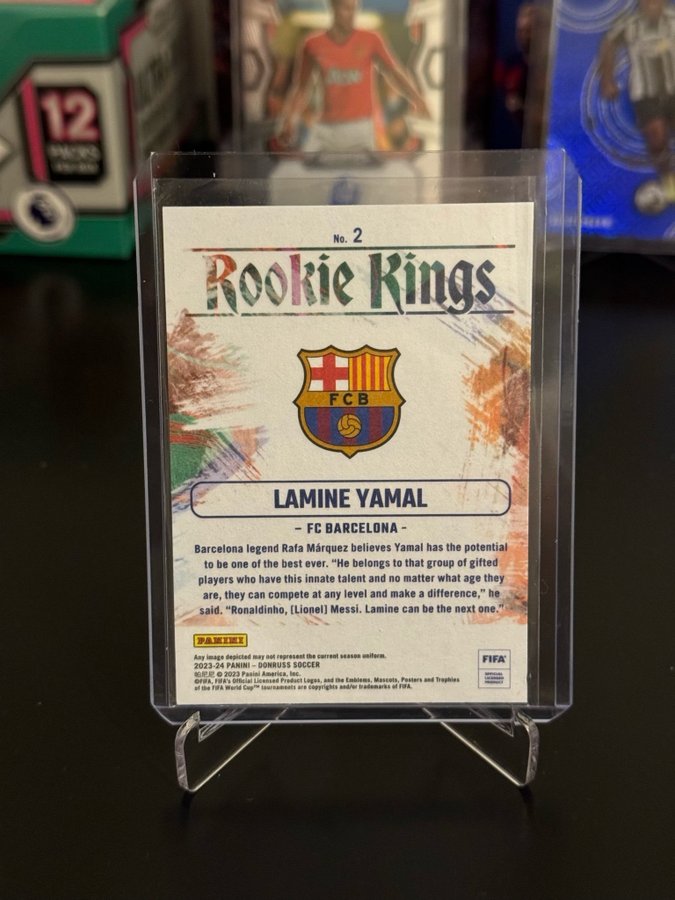 12
PACKS
No. 2
Rookie Kings
FCB
LAMINE YAMAL
– FC BARCELONA –
Barcelona legend Rafa Márquez believes Yamal has the potential
to be one of the best ever. “He belongs to that group of gifted
players who have this innate talent and no matter what age they
are, they can compete at any level and make a difference,” he
said. “Ronaldinho, [Lionel] Messi. Lamine can be the next one.”
PANINI
Any image depicted may not represent the current season uniform.
2023-24 PANINI – DONRUSS SOCCER
帕尼尼 © 2023 Panini America, Inc.
©FIFA, FIFA's Official Licensed Product Logos, and the Emblems, Mascots, Posters and Trophies
of the FIFA World Cup™ tournaments are copyrights and/or trademarks of FIFA.
FIFA®
OFFICIAL
LICENSED
PRODUCT